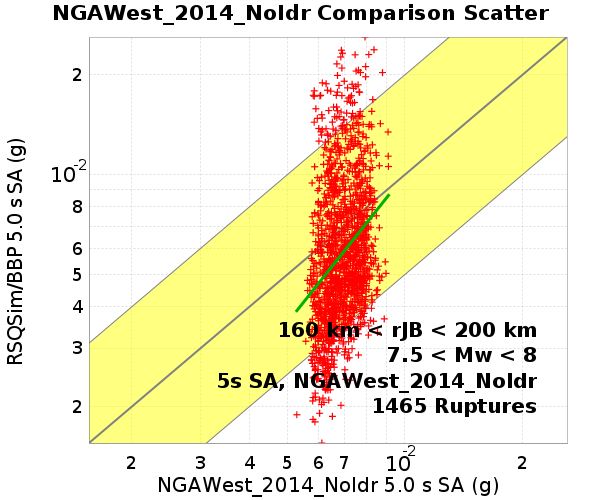 NGAWest_2014_NoIdr Comparison Scatter
RSQSim/BBP 5.0 s SA (g)
2
10-2
8
6
5
4
3
2
160 km < rJB < 200 km
7.5 < Mw < 8
5s SA, NGAWest_2014_NoIdr
1465 Ruptures
2 3 4 5 6 7 10-2 2
NGAWest_2014_NoIdr 5.0 s SA (g)